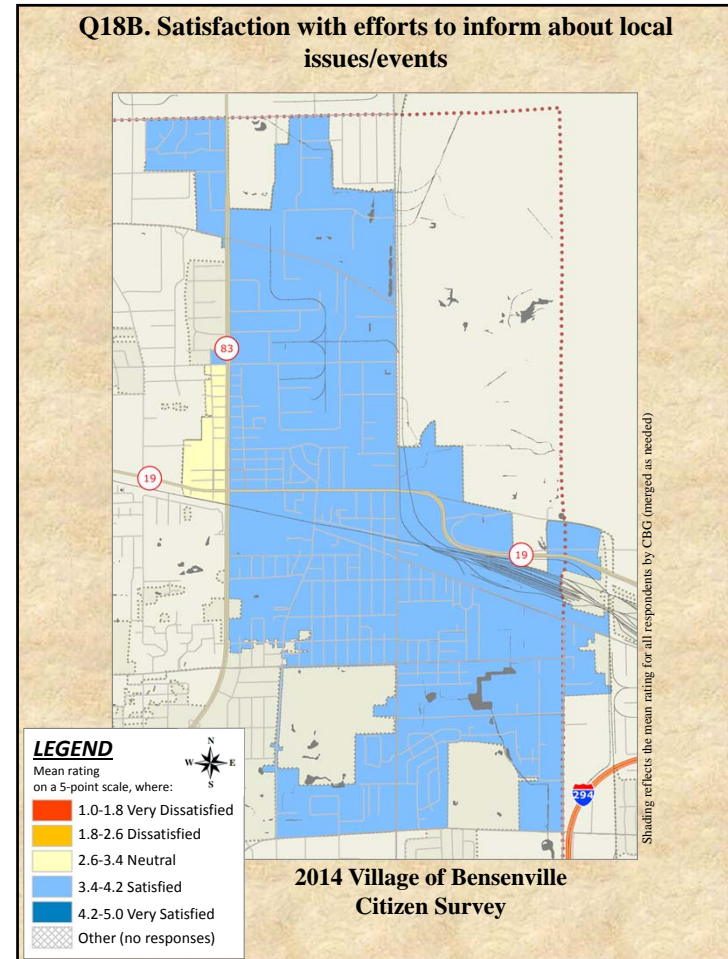 Q18B. Satisfaction with efforts to inform about local
issues/events
83
19
19
294
Shading reflects the mean rating for all respondents by CBG (merged as needed)
LEGEND
Mean rating
on a 5-point scale, where:
N
W E
S
1.0-1.8 Very Dissatisfied
1.8-2.6 Dissatisfied
2.6-3.4 Neutral
3.4-4.2 Satisfied
4.2-5.0 Very Satisfied
Other (no responses)
2014 Village of Bensenville
Citizen Survey